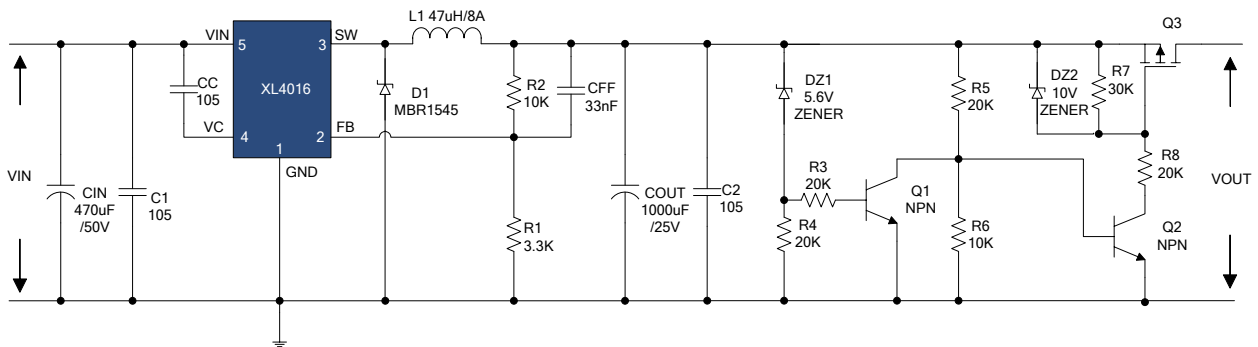 L1 47uH/8A
Q3
VIN
5
3
SW
CC
105
XL4016
D1
MBR1545
R2
10K
CFF
33nF
DZ1
5.6V
ZENER
R5
20K
DZ2
10V
ZENER
R7
30K
VC
4
2
FB
1
GND
VIN
CIN
470uF
/50V
C1
105
R1
3.3K
COUT
1000uF
/25V
C2
105
R3
20K
R4
20K
Q1
NPN
R6
10K
R8
20K
Q2
NPN
VOUT